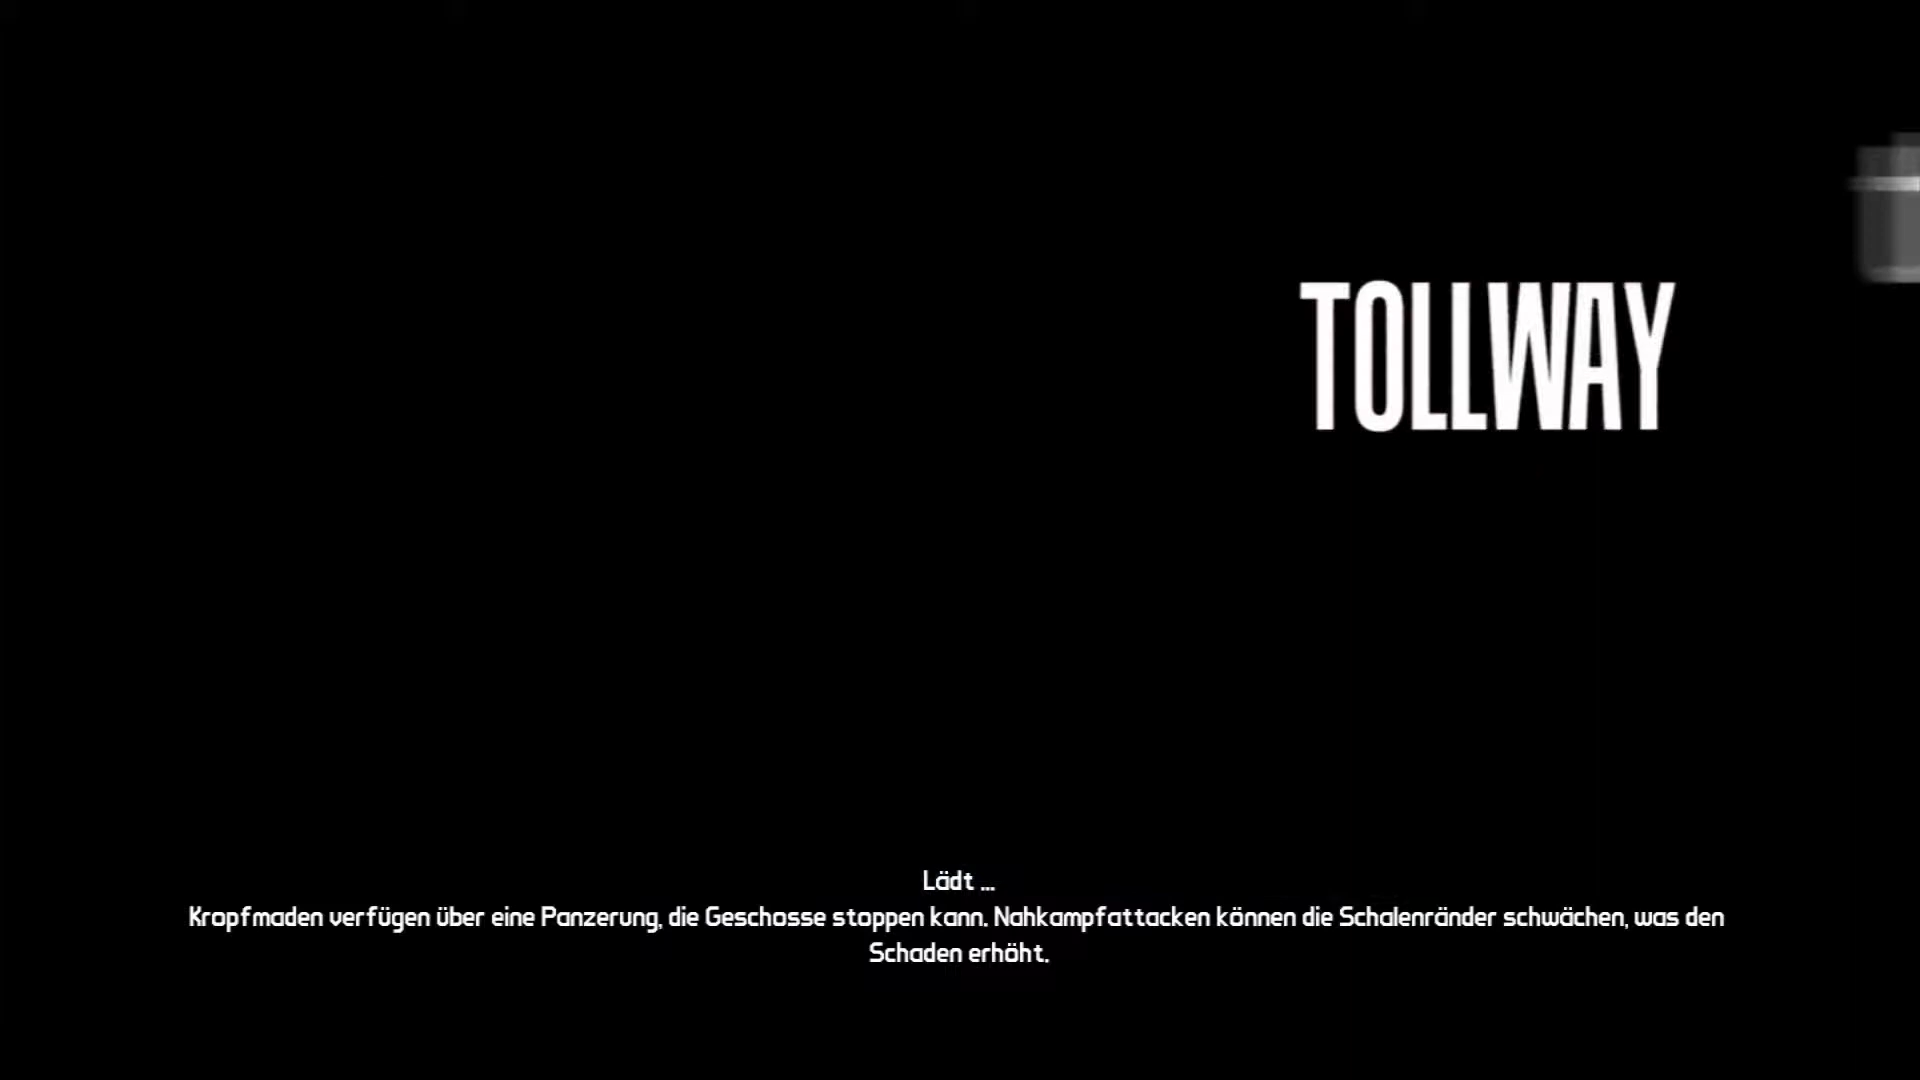 TOLLWAY
Lädt ...
Kropfmaden verfügen über eine Panzerung, die Geschosse stoppen kann. Nahkampfattacken können die Schalenränder schwächen, was den
Schaden erhöht.